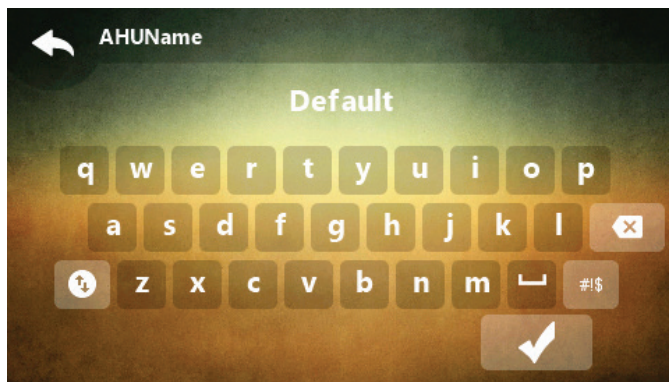 AHUName
Default
q w e r t y u i o p
a s d f g h j k l
z x c v b n m #!$